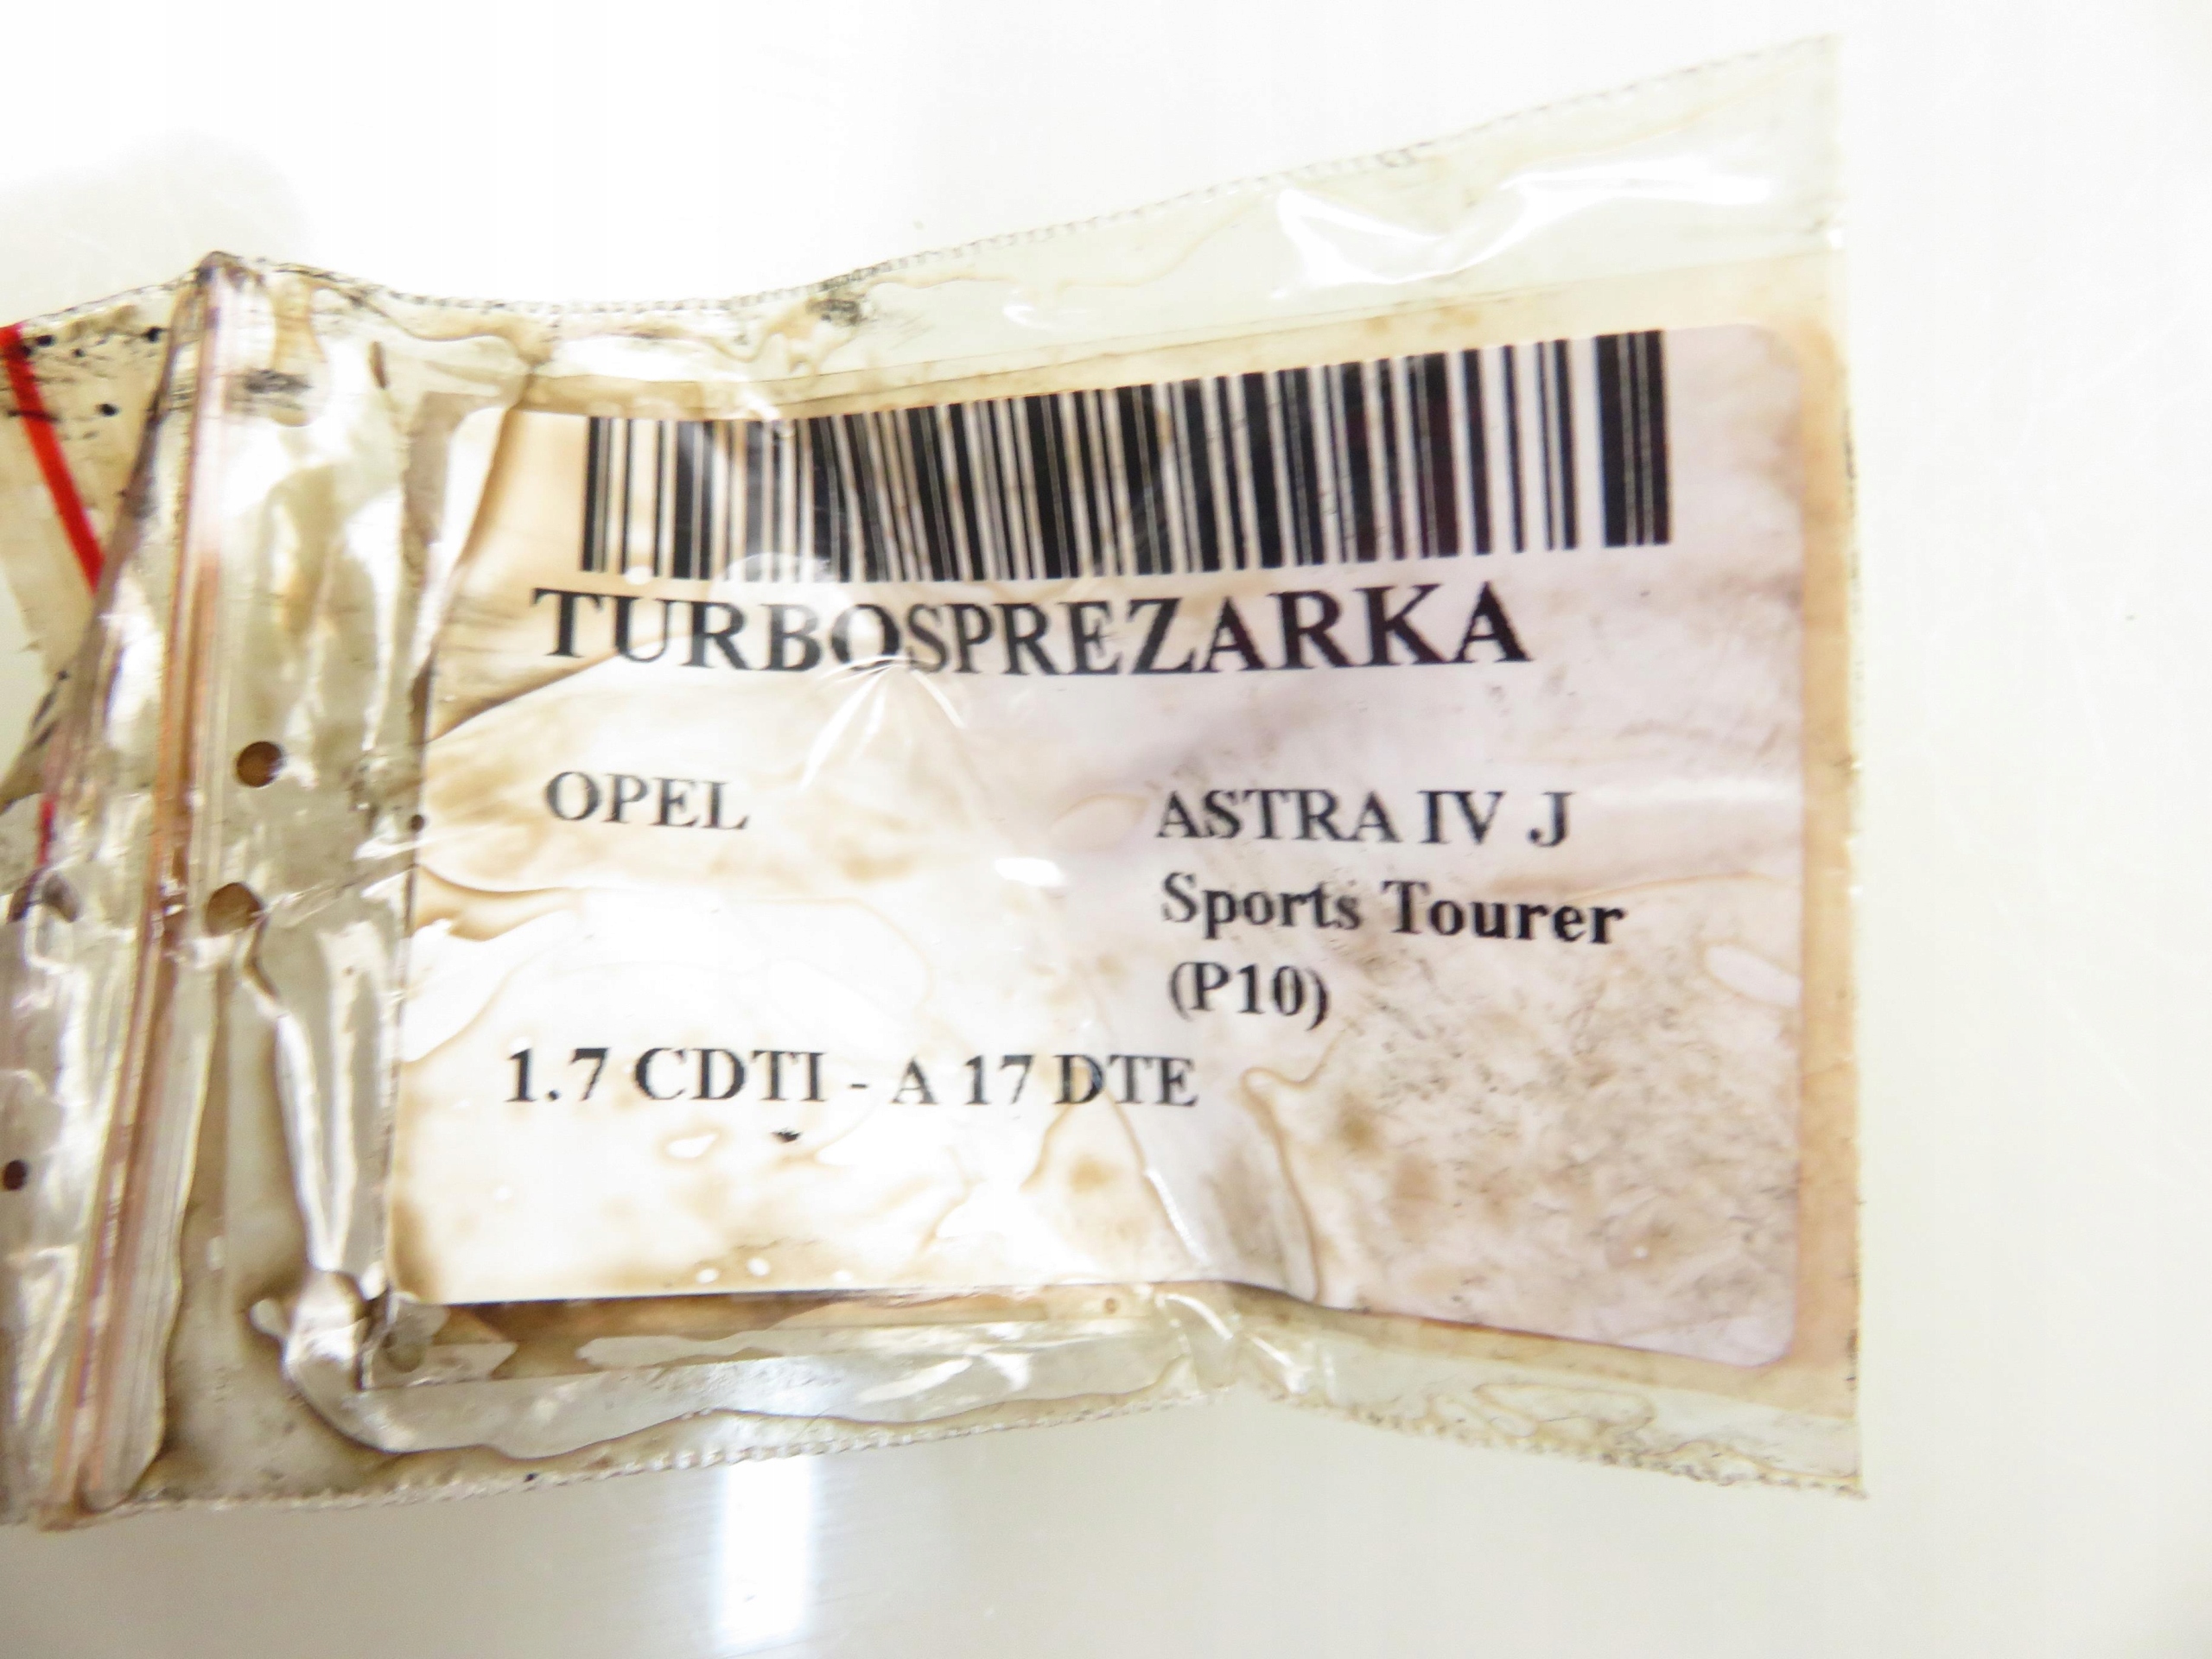 TURBOSPREZARKA
OPEL
ASTRA IV J
Sports Tourer
(P10)
1.7 CDTI - A 17 DTE